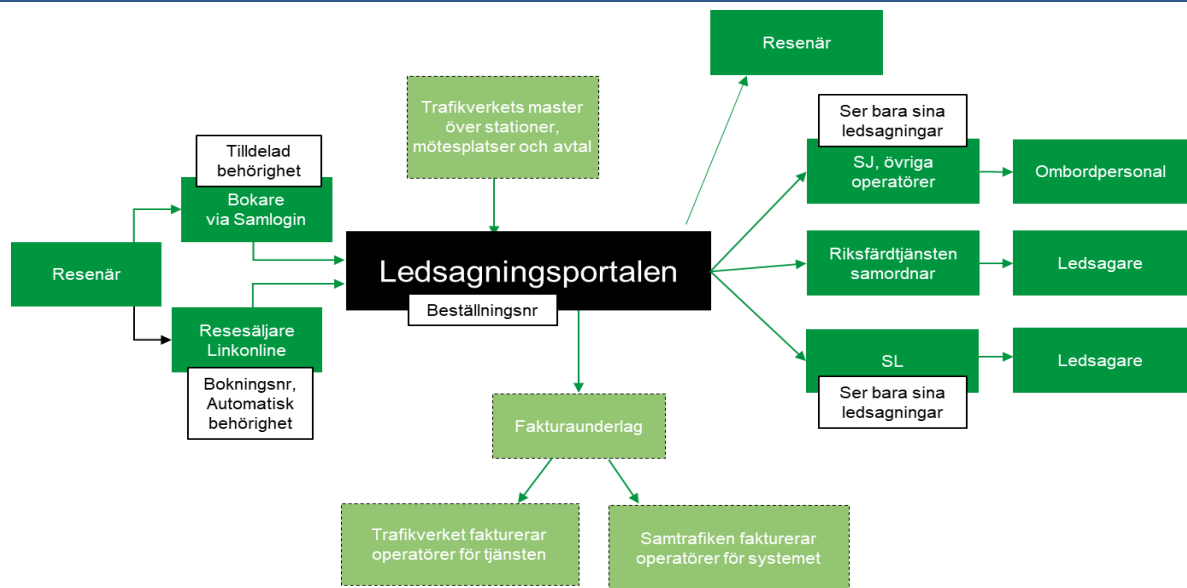 Resenär
Trafikverkets master
över stationer,
mötesplatser och avtal
Ser bara sina
ledsagningar
Tilldelad
behörighet
SJ, övriga
operatörer
Ombordpersonal
Bokare
via Samlogin
Resenär
Ledsagningsportalen
Riksfärdtjänsten
samordnar
Ledsagare
Beställningsnr
Resesäljare
Linkonline
SL
Ledsagare
Bokningsnr,
Automatisk
behörighet
Ser bara sina
ledsagningar
Fakturaunderlag
Trafikverket fakturerar
operatörer för tjänsten
Samtrafiken fakturerar
operatörer för systemet